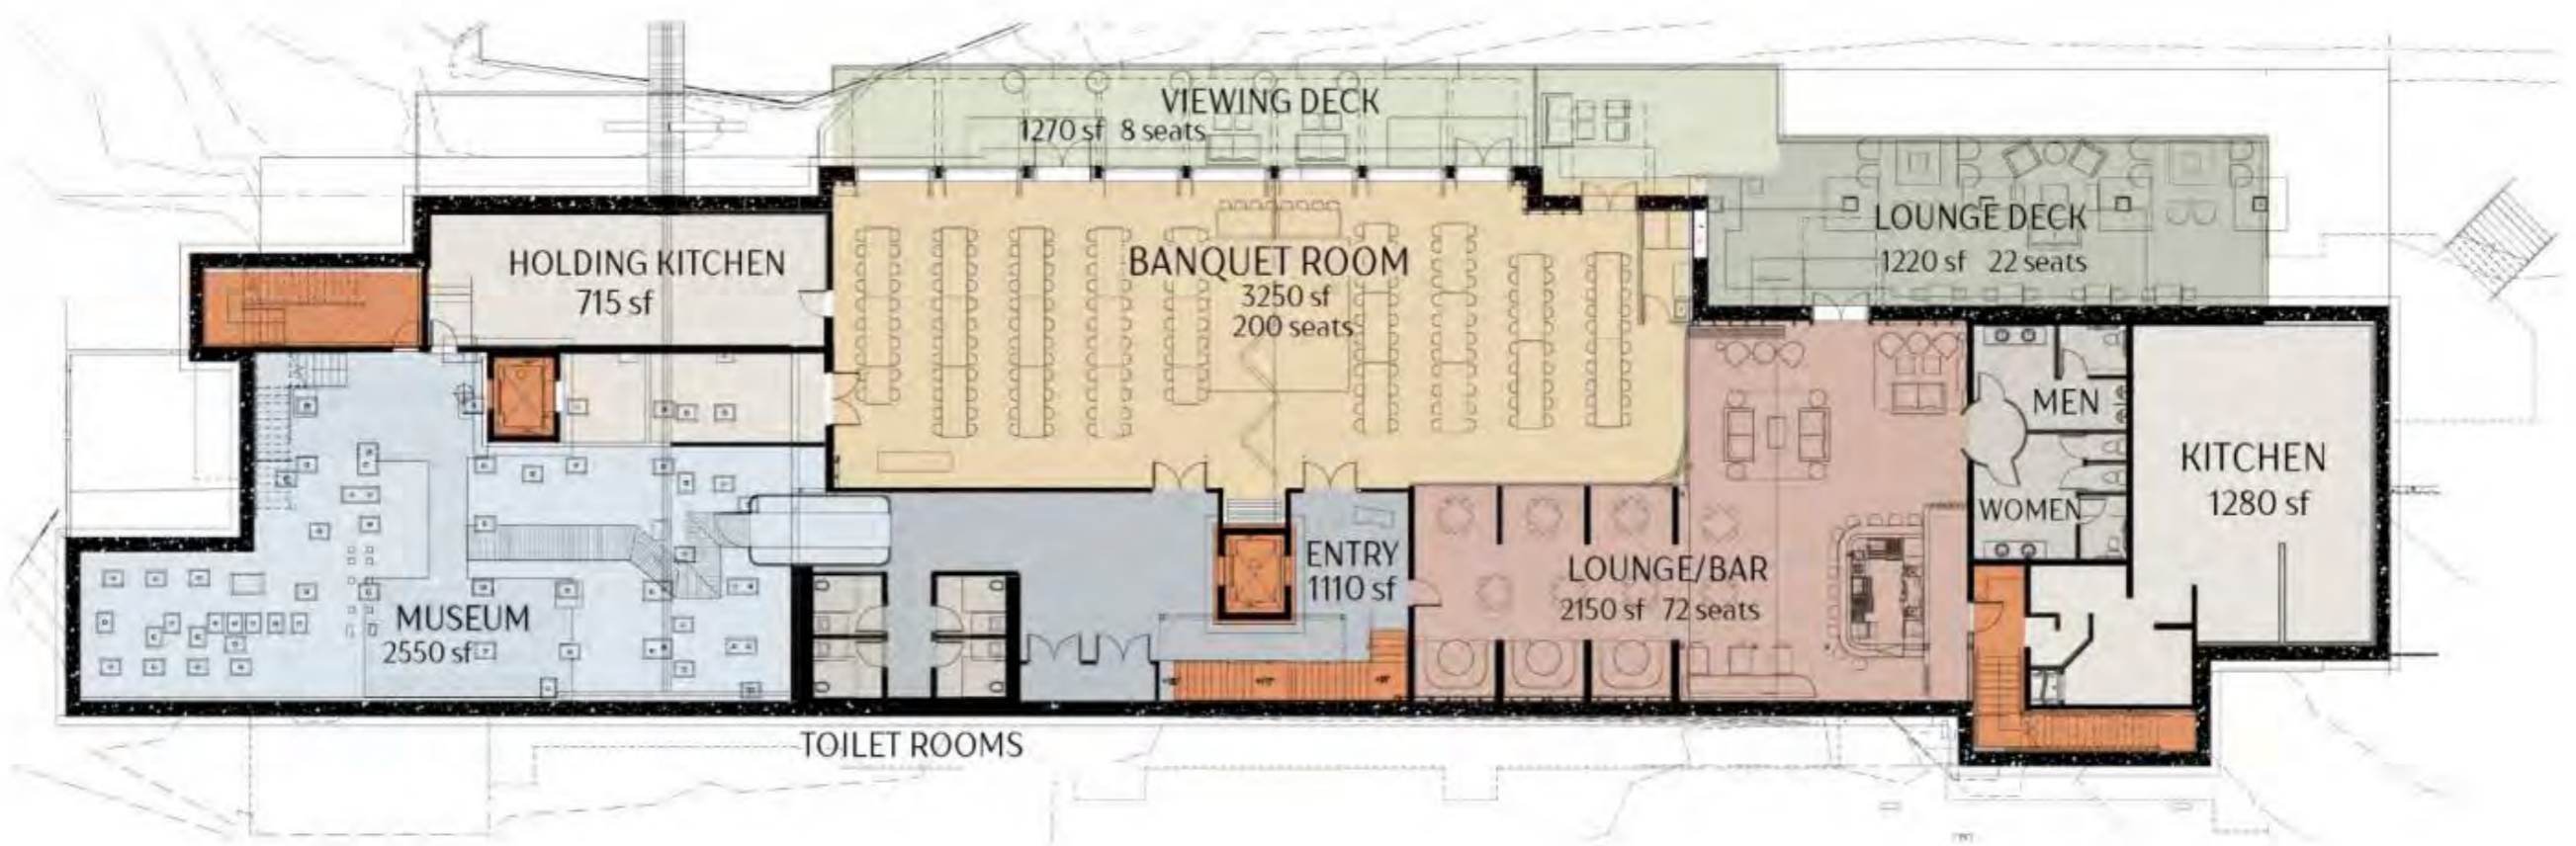 VIEWING DECK
1270 sf 8 seats
HOLDING KITCHEN
715 sf
BANQUET ROOM
3250 sf
200 seats
LOUNGE DECK
1220 sf 22 seats
MEN
WOMEN
KITCHEN
1280 sf
ENTRY
1110 sf
LOUNGE/BAR
2150 sf 72 seats
MUSEUM
2550 sf
TOILET ROOMS